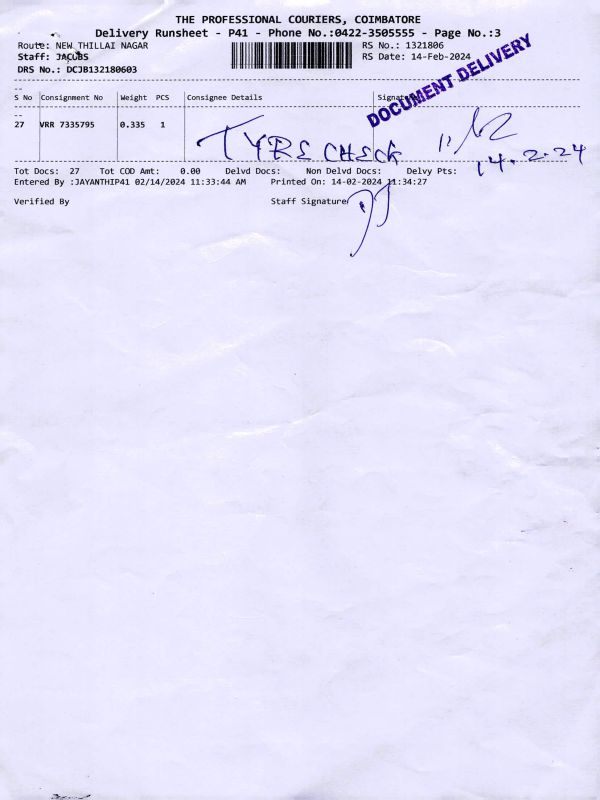 THE PROFESSIONAL COURIERS, COIMBATORE
Delivery Runsheet - P41 - Phone No.:0422-3505555 - Page No.:3
Route: NEW THILLAI NAGAR RS No.: 1321806
Staff: JACUBS RS Date: 14-Feb-2024
DRS No.: DCJB132180603
DOCUMENT DELIVERY
S No Consignment No Weight PCS Consignee Details Signature
27 VRR 7335795 0.335 1
TYRE CHECK
14.2.24
Tot Docs: 27 Tot COD Amt: 0.00 Delvd Docs: Non Delvd Docs: Delvy Pts:
Entered By :JAYANTHIP41 02/14/2024 11:33:44 AM Printed On: 14-02-2024 11:34:27
Verified By Staff Signature